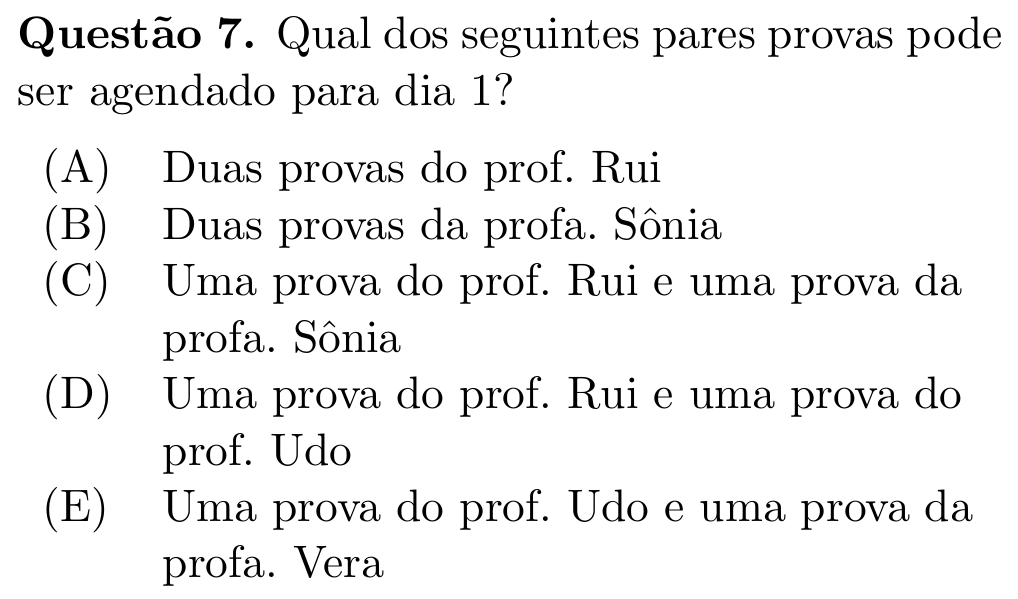 Questão 7. Qual dos seguintes pares provas pode
ser agendado para dia 1?
(A) Duas provas do prof. Rui
(B) Duas provas da profa. Sônia
(C) Uma prova do prof. Rui e uma prova da
profa. Sônia
(D) Uma prova do prof. Rui e uma prova do
prof. Udo
(E) Uma prova do prof. Udo e uma prova da
profa. Vera